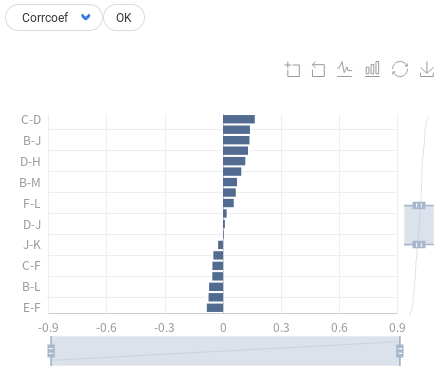 Corrcoef OK
C-D
B-J
D-H
B-M
F-L
D-J
J-K
C-F
B-L
E-F
-0.9 -0.6 -0.3 0 0.3 0.6 0.9